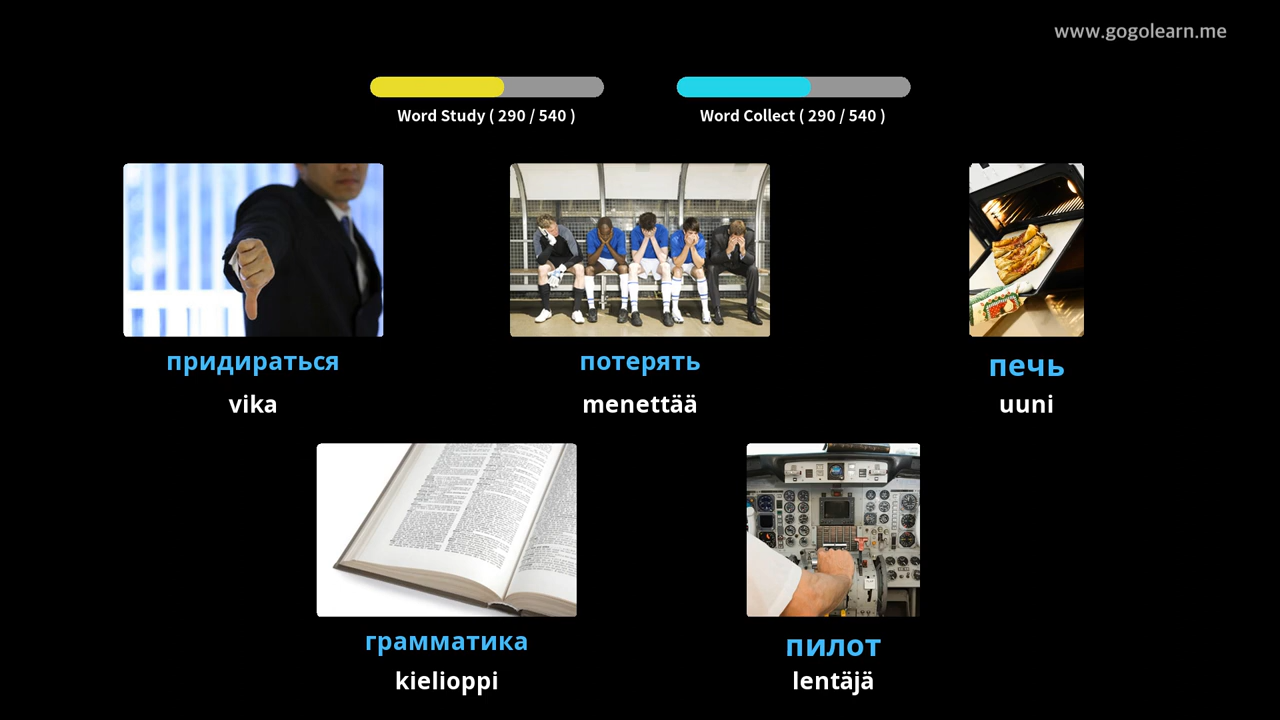 www.gogolearn.me
Word Study ( 290 / 540 )
Word Collect ( 290 / 540 )
придираться
vika
потерять
menettää
печь
uuni
грамматика
kielioppi
пилот
lentäjä